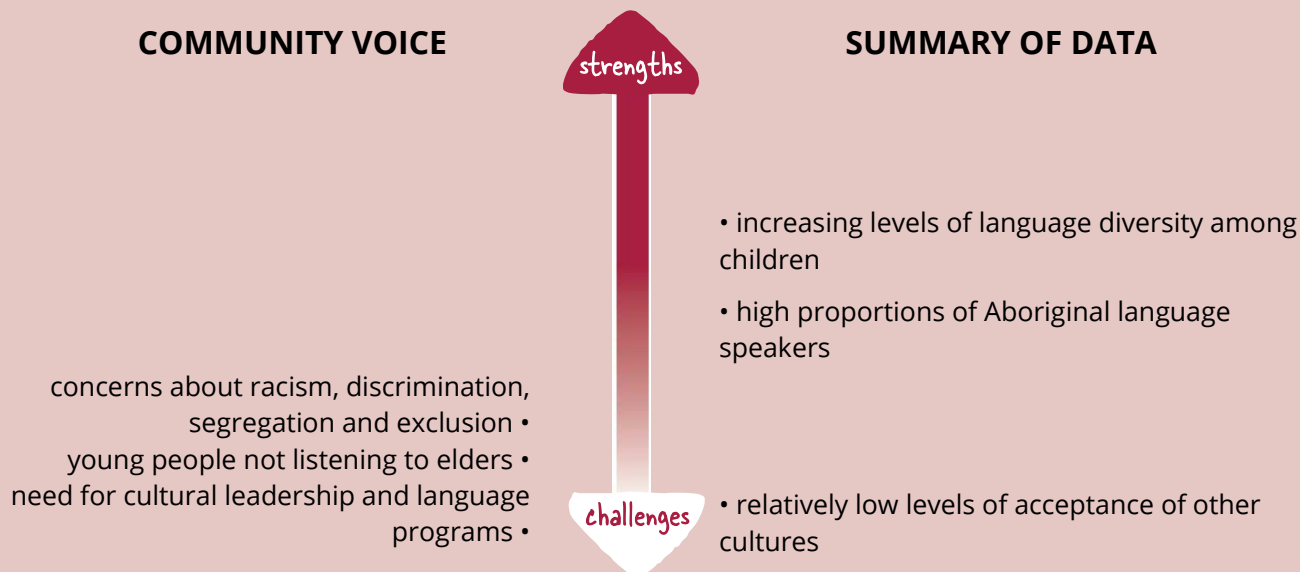 COMMUNITY VOICE
strengths
SUMMARY OF DATA
• increasing levels of language diversity among
children
• high proportions of Aboriginal language
speakers
concerns about racism, discrimination,
segregation and exclusion •
young people not listening to elders •
need for cultural leadership and language
programs •
challenges
• relatively low levels of acceptance of other
cultures